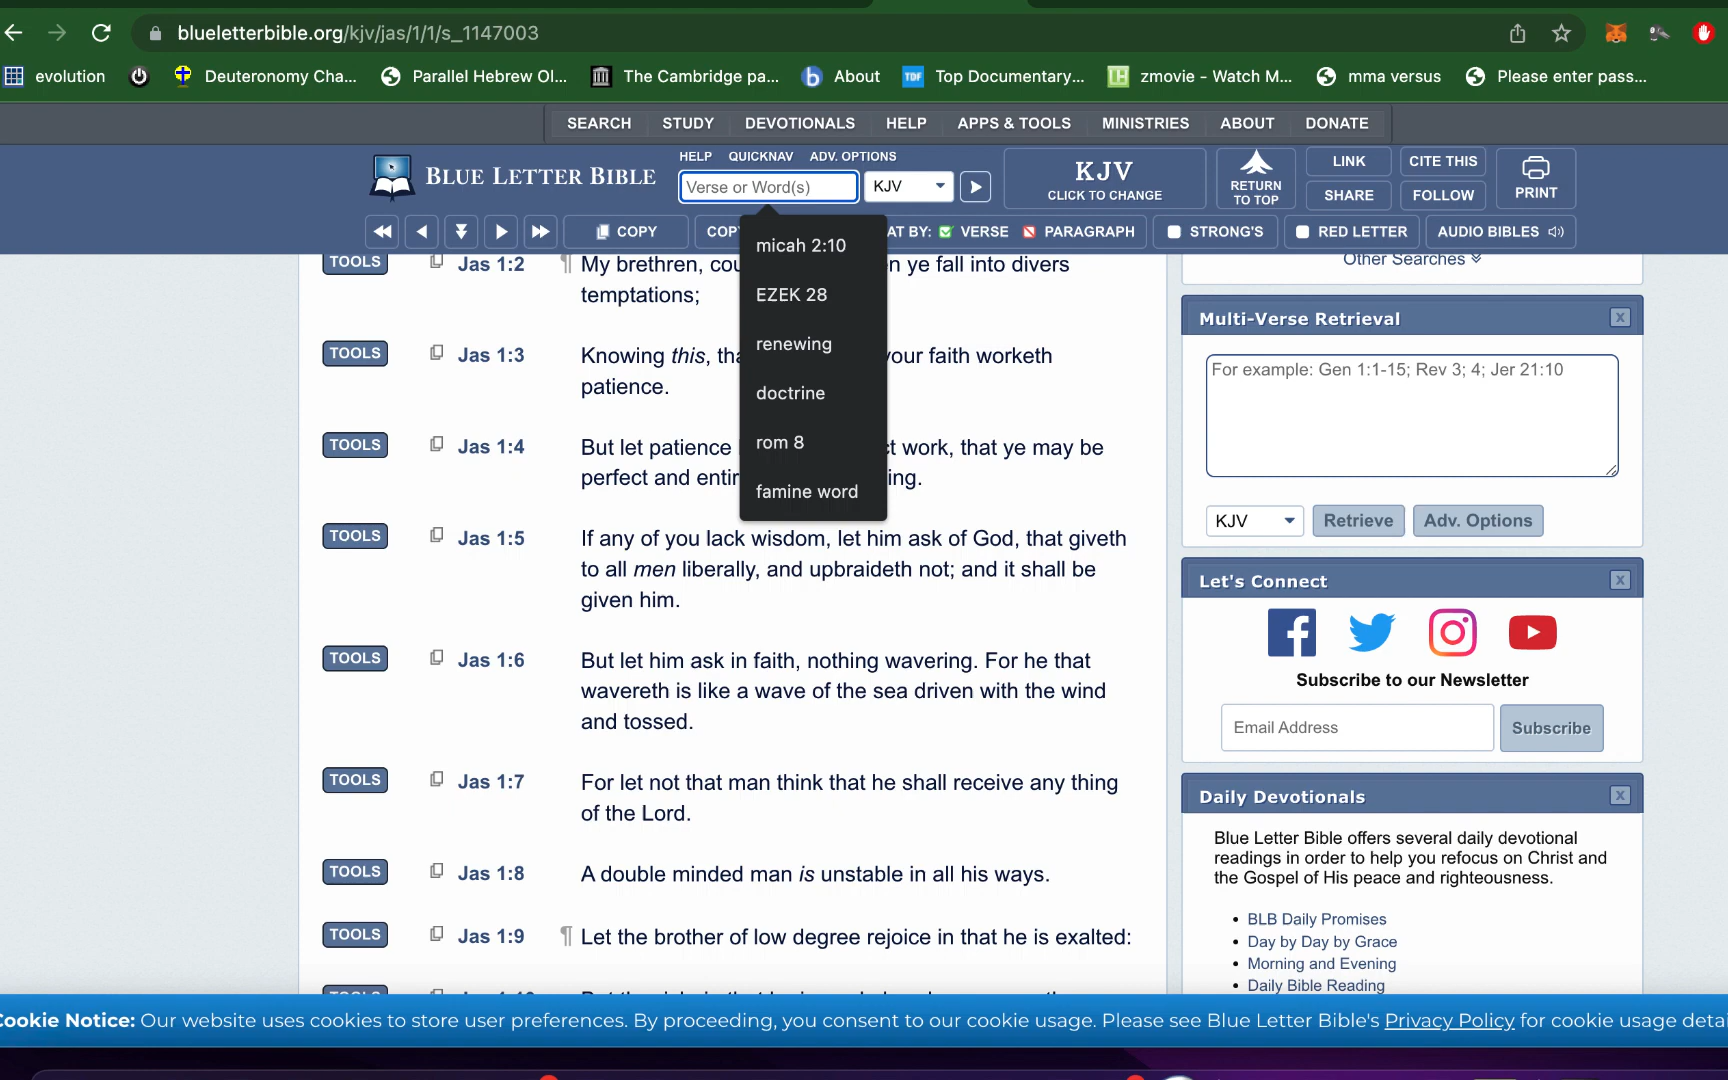 blueletterbible.org/kjv/jas/1/1/s_1147003
evolution
Deuteronomy Cha...
Parallel Hebrew Ol...
The Cambridge pa...
About
Top Documentary...
zmovie - Watch M...
mma versus
Please enter pass...
SEARCH STUDY DEVOTIONALS HELP APPS & TOOLS MINISTRIES ABOUT DONATE
BLUE LETTER BIBLE
HELP QUICKNAV ADV. OPTIONS
Verse or Word(s)
KJV
KJV
CLICK TO CHANGE
RETURN
TO TOP
LINK
CITE THIS
SHARE
FOLLOW
PRINT
COPY
COP
AT BY: VERSE PARAGRAPH
STRONG'S
RED LETTER
AUDIO BIBLES
micah 2:10
EZEK 28
renewing
doctrine
rom 8
famine word
TOOLS Jas 1:2 ¶ My brethren, cou n ye fall into divers
temptations;
TOOLS Jas 1:3 Knowing this, tha your faith worketh
patience.
TOOLS Jas 1:4 But let patience ct work, that ye may be
perfect and entir ing.
TOOLS Jas 1:5 If any of you lack wisdom, let him ask of God, that giveth
to all men liberally, and upbraideth not; and it shall be
given him.
TOOLS Jas 1:6 But let him ask in faith, nothing wavering. For he that
wavereth is like a wave of the sea driven with the wind
and tossed.
TOOLS Jas 1:7 For let not that man think that he shall receive any thing
of the Lord.
TOOLS Jas 1:8 A double minded man is unstable in all his ways.
TOOLS Jas 1:9 ¶ Let the brother of low degree rejoice in that he is exalted:
Other Searches
Multi-Verse Retrieval
For example: Gen 1:1-15; Rev 3; 4; Jer 21:10
KJV
Retrieve
Adv. Options
Let's Connect
Subscribe to our Newsletter
Email Address
Subscribe
Daily Devotionals
Blue Letter Bible offers several daily devotional
readings in order to help you refocus on Christ and
the Gospel of His peace and righteousness.
• BLB Daily Promises
• Day by Day by Grace
• Morning and Evening
• Daily Bible Reading
Cookie Notice: Our website uses cookies to store user preferences. By proceeding, you consent to our cookie usage. Please see Blue Letter Bible's Privacy Policy for cookie usage detai